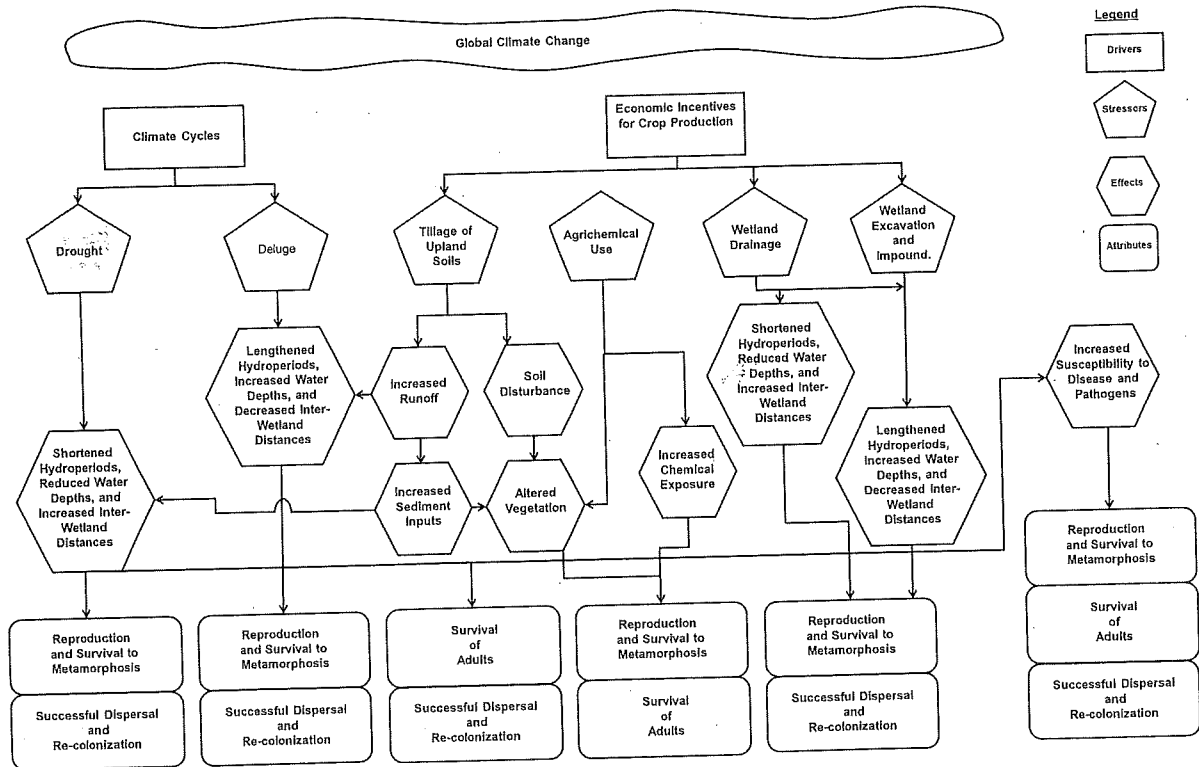 Global Climate Change
Legend
Drivers
Stressors
Effects
Attributes
Climate Cycles
Economic Incentives
for Crop Production
Drought
Deluge
Tillage of
Upland
Soils
Agrichemical
Use
Wetland
Drainage
Wetland
Excavation
and
Impound.
Lengthened
Hydroperiods,
Increased Water
Depths, and
Decreased Inter-
Wetland
Distances
Increased
Runoff
Soil
Disturbance
Shortened
Hydroperiods,
Reduced Water
Depths, and
Increased Inter-
Wetland
Distances
Increased
Susceptibility to
Disease and
Pathogens
Shortened
Hydroperiods,
Reduced Water
Depths, and
Increased Inter-
Wetland
Distances
Increased
Sediment
Inputs
Altered
Vegetation
Increased
Chemical
Exposure
Lengthened
Hydroperiods,
Increased Water
Depths, and
Decreased Inter-
Wetland
Distances
Reproduction
and Survival to
Metamorphosis
Successful Dispersal
and
Re-colonization
Reproduction
and Survival to
Metamorphosis
Successful Dispersal
and
Re-colonization
Survival
of
Adults
Successful Dispersal
and
Re-colonization
Reproduction
and Survival to
Metamorphosis
Survival
of
Adults
Reproduction
and Survival to
Metamorphosis
Successful Dispersal
and
Re-colonization
Reproduction
and Survival to
Metamorphosis
Survival
of
Adults
Successful Dispersal
and
Re-colonization